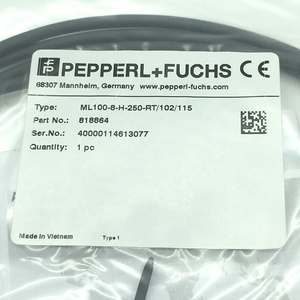 PEPPERL+FUCHS CE
68307 Mannheim, Germany www.pepperl-fuchs.com
Type: ML100-8-H-250-RT/102/115
Part No.: 818864
Ser.No.: 40000114613077
Quantity: 1 pc
Made in Vietnam Type 1